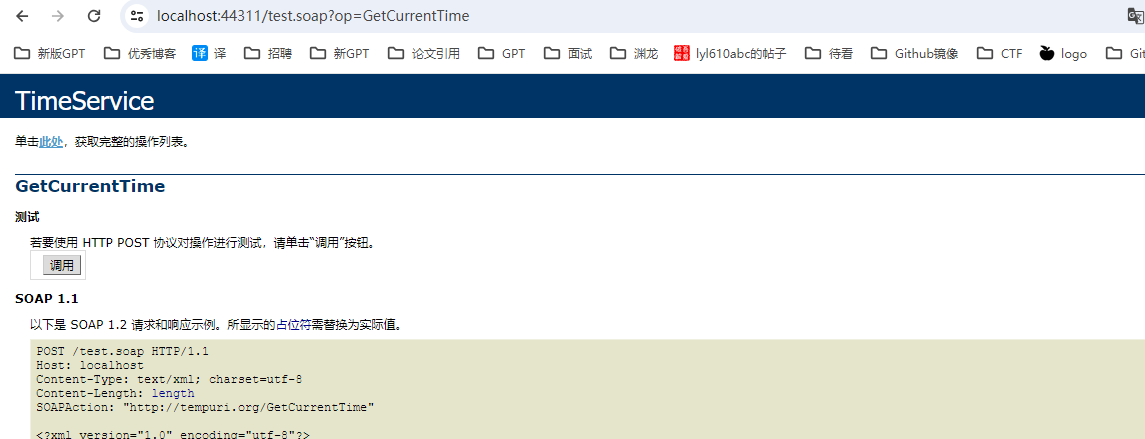 localhost:44311/test.soap?op=GetCurrentTime
新版GPT 优秀博客 译 译 招聘 新GPT 论文引用 GPT 面试 渊龙 lyl610abc的帖子 待看 Github镜像 CTF logo Git
TimeService
单击此处，获取完整的操作列表。
GetCurrentTime
测试
若要使用 HTTP POST 协议对操作进行测试，请单击“调用”按钮。
调用
SOAP 1.1
以下是 SOAP 1.2 请求和响应示例。所显示的占位符需替换为实际值。
POST /test.soap HTTP/1.1
Host: localhost
Content-Type: text/xml; charset=utf-8
Content-Length: length
SOAPAction: "http://tempuri.org/GetCurrentTime"
<?xml version="1.0" encoding="utf-8"?>